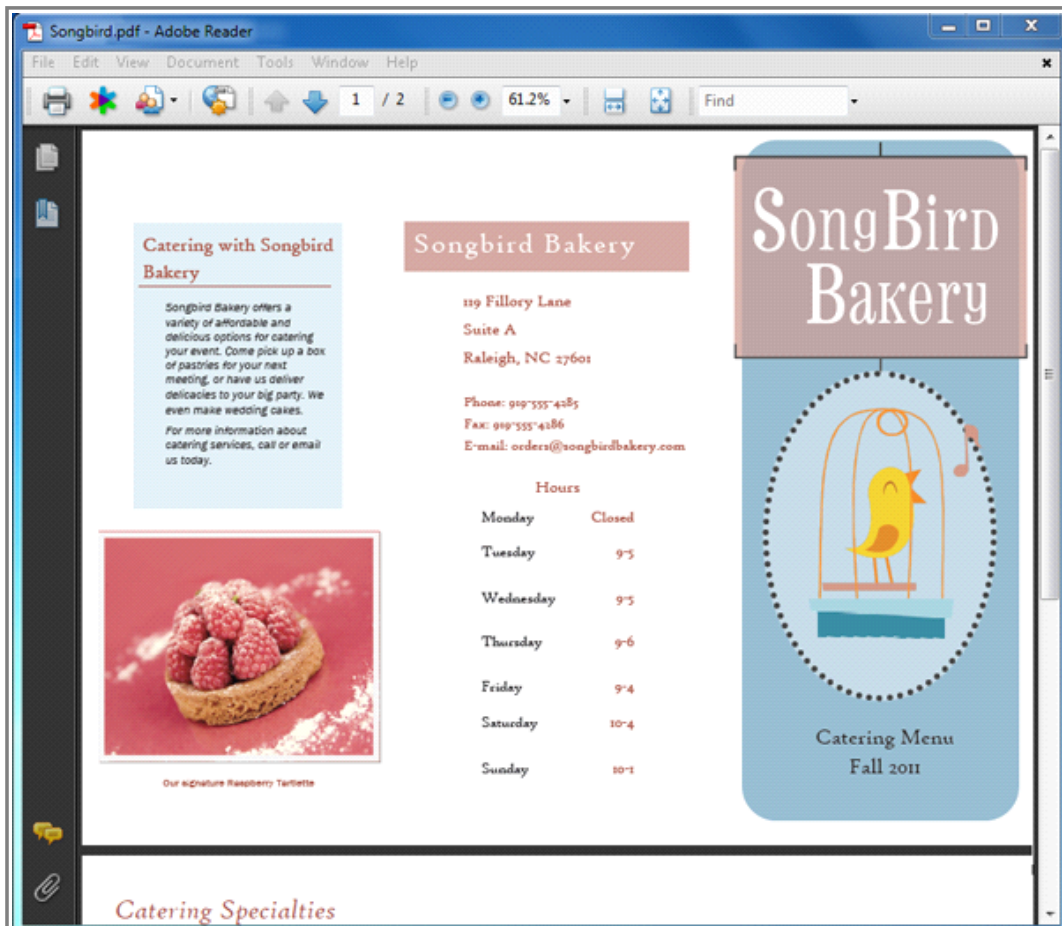 Songbird.pdf - Adobe Reader
File Edit View Document Tools Window Help
1 / 2 61.2% Find
Catering with Songbird
Bakery
Songbird Bakery offers a
variety of affordable and
delicious options for catering
your event. Come pick up a box
of pastries for your next
meeting, or have us deliver
delicacies to your big party. We
even make wedding cakes.
For more information about
catering services, call or email
us today.
Our signature Raspberry Tartlette
Songbird Bakery
119 Fillory Lane
Suite A
Raleigh, NC 27601
Phone: 919-555-4285
Fax: 919-555-4286
E-mail: orders@songbirdbakery.com
Hours
Monday Closed
Tuesday 9-5
Wednesday 9-5
Thursday 9-6
Friday 9-4
Saturday 10-4
Sunday 10-1
SongBird
Bakery
Catering Menu
Fall 2011
Catering Specialties